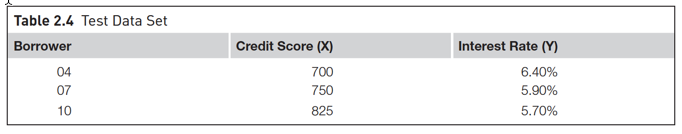 Table 2.4 Test Data Set
Borrower Credit Score (X) Interest Rate (Y)
04 700 6.40%
07 750 5.90%
10 825 5.70%